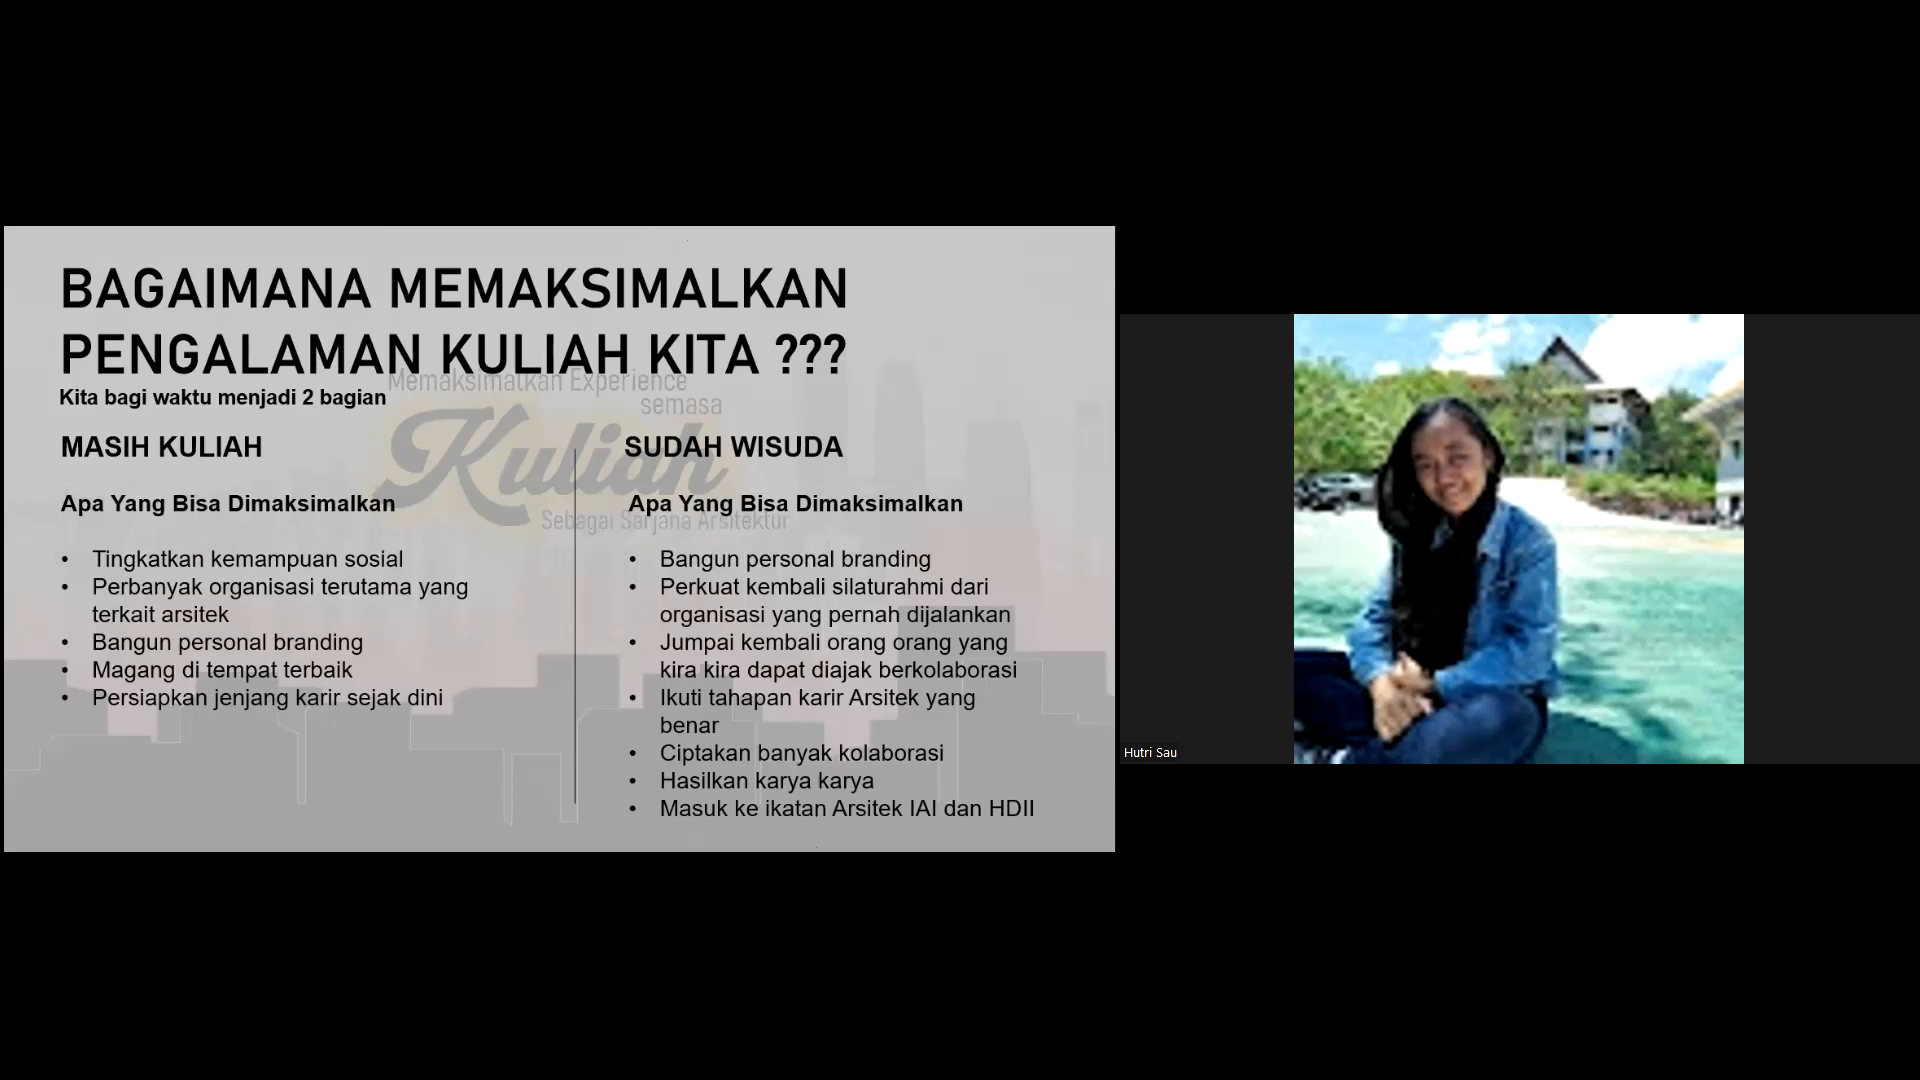 BAGAIMANA MEMAKSIMALKAN
PENGALAMAN KULIAH KITA ???
Memaksimalkan Experience
semasa
Kuliah
Sebagai Sarjana Arsitektur
Kita bagi waktu menjadi 2 bagian
MASIH KULIAH
Apa Yang Bisa Dimaksimalkan
• Tingkatkan kemampuan sosial
• Perbanyak organisasi terutama yang
terkait arsitek
• Bangun personal branding
• Magang di tempat terbaik
• Persiapkan jenjang karir sejak dini
SUDAH WISUDA
Apa Yang Bisa Dimaksimalkan
• Bangun personal branding
• Perkuat kembali silaturahmi dari
organisasi yang pernah dijalankan
• Jumpai kembali orang orang yang
kira kira dapat diajak berkolaborasi
• Ikuti tahapan karir Arsitek yang
benar
• Ciptakan banyak kolaborasi
• Hasilkan karya karya
• Masuk ke ikatan Arsitek IAI dan HDII
Hutri Sau